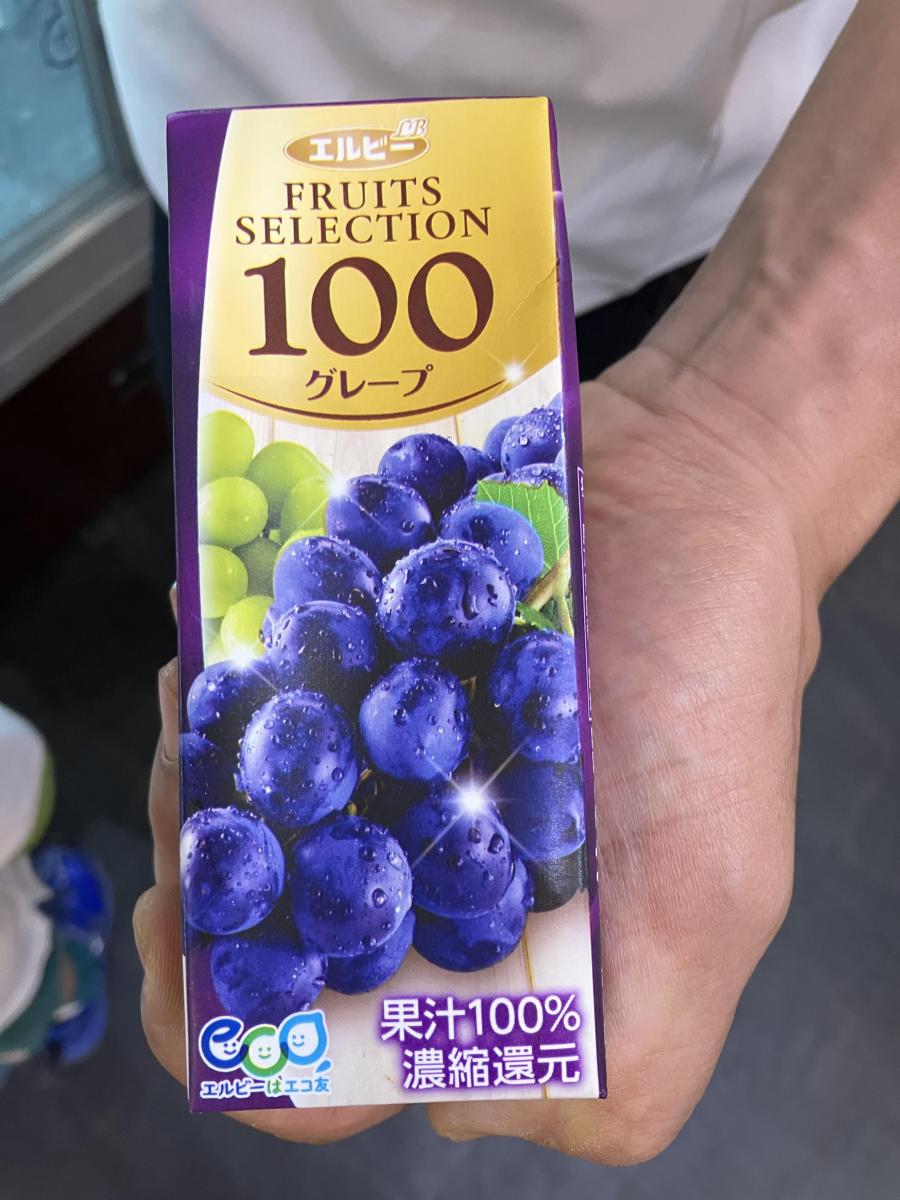 エルビー LB
FRUITS
SELECTION
100
グレープ
eco
エルビーはエコ友
果汁100%
濃縮還元